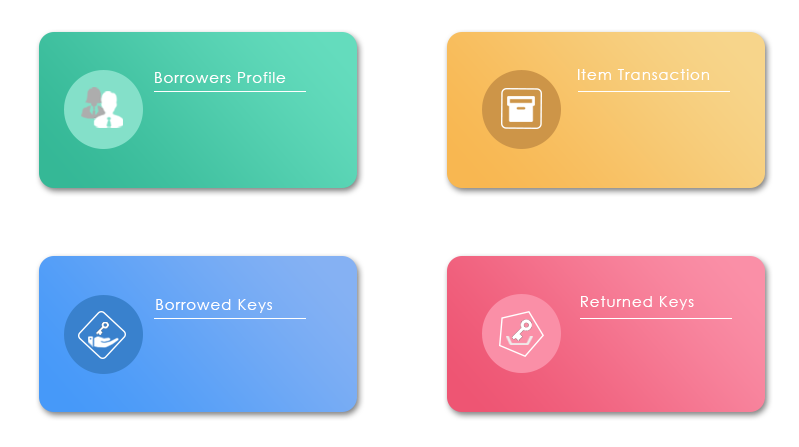 Borrowers Profile
Item Transaction
Borrowed Keys
Returned Keys